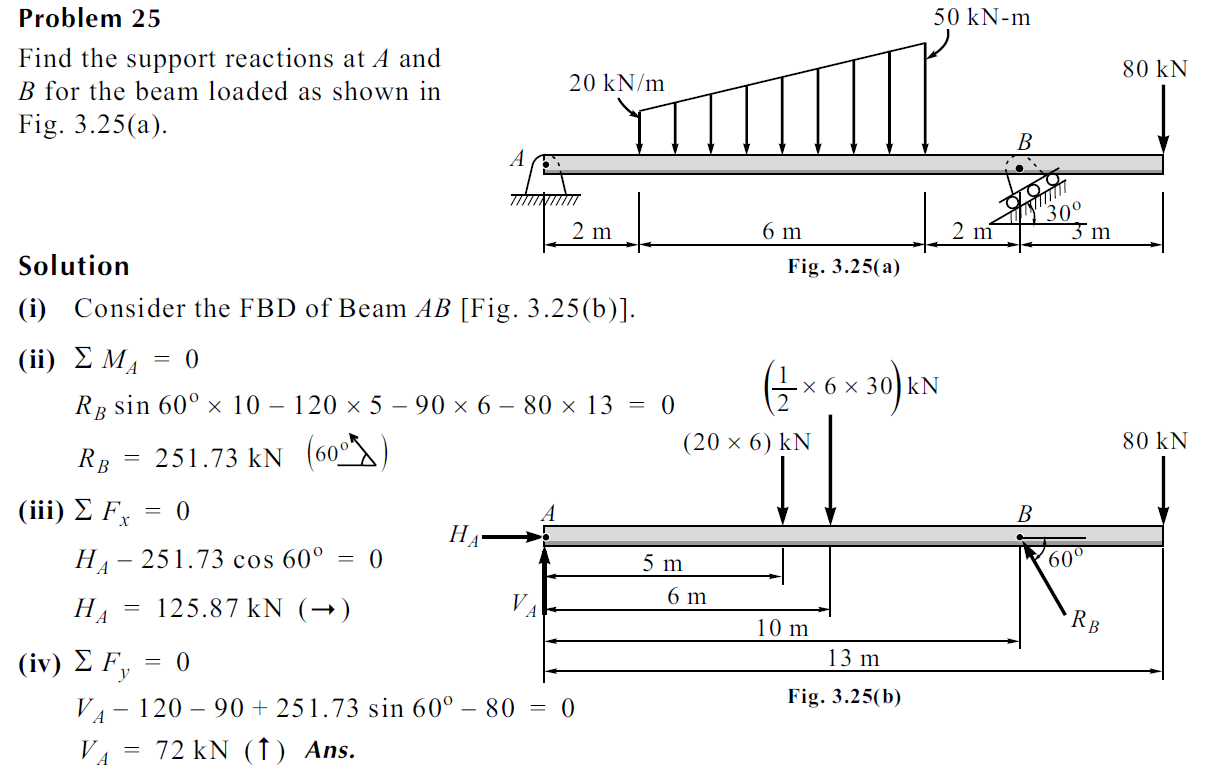 Problem 25
Find the support reactions at A and
B for the beam loaded as shown in
Fig. 3.25(a).
50 kN-m
20 kN/m
80 kN
A
B
30°
2 m
6 m
2 m
3 m
Fig. 3.25(a)
Solution
(i) Consider the FBD of Beam AB [Fig. 3.25(b)].
(ii) Σ M_A = 0
R_B sin 60° × 10 – 120 × 5 – 90 × 6 – 80 × 13 = 0
R_B = 251.73 kN (60°)
(iii) Σ F_x = 0
H_A – 251.73 cos 60° = 0
H_A = 125.87 kN (→)
(iv) Σ F_y = 0
V_A – 120 – 90 + 251.73 sin 60° – 80 = 0
V_A = 72 kN (↑) Ans.
(1/2 × 6 × 30) kN
(20 × 6) kN
80 kN
A
B
H_A
60°
5 m
V_A
6 m
R_B
10 m
13 m
Fig. 3.25(b)